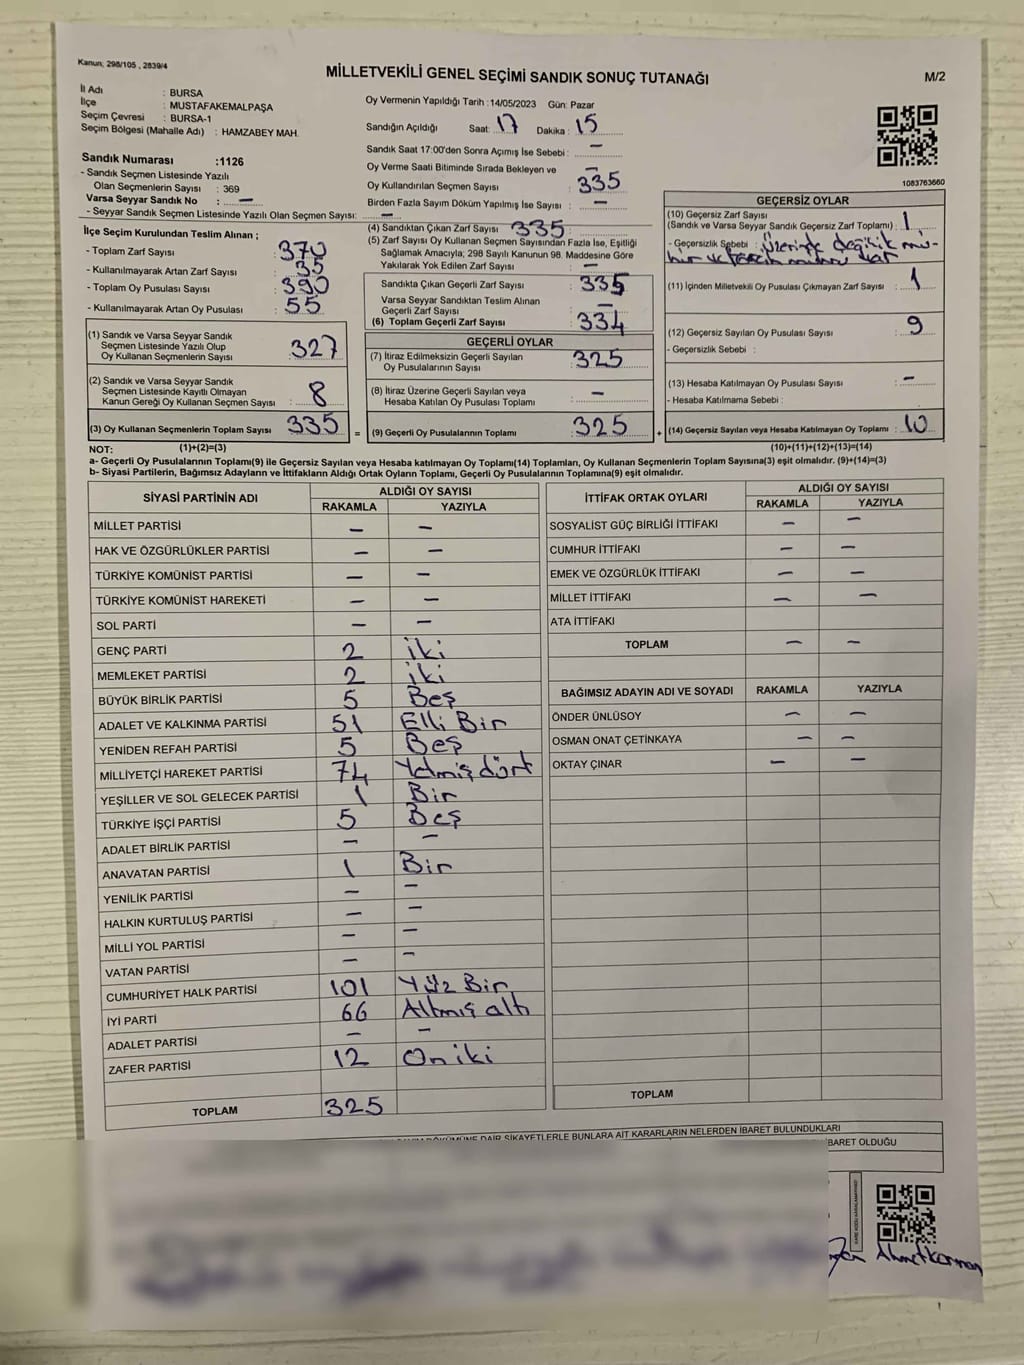 Kanun; 298/105 , 2839/4
MİLLETVEKİLİ GENEL SEÇİMİ SANDIK SONUÇ TUTANAĞI
M/2
İl Adı : BURSA
İlçe : MUSTAFAKEMALPAŞA
Seçim Çevresi : BURSA-1
Seçim Bölgesi (Mahalle Adı) : HAMZABEY MAH.
Sandık Numarası :1126
- Sandık Seçmen Listesinde Yazılı
Olan Seçmenlerin Sayısı : 369
Varsa Seyyar Sandık No : —
- Seyyar Sandık Seçmen Listesinde Yazılı Olan Seçmen Sayısı: —
İlçe Seçim Kurulundan Teslim Alınan ;
- Toplam Zarf Sayısı : 370
- Kullanılmayarak Artan Zarf Sayısı : 35
- Toplam Oy Pusulası Sayısı : 390
- Kullanılmayarak Artan Oy Pusulası : 55
(1) Sandık ve Varsa Seyyar Sandık
Seçmen Listesinde Yazılı Olup
Oy Kullanan Seçmenlerin Sayısı : 327
(2) Sandık ve Varsa Seyyar Sandık
Seçmen Listesinde Kayıtlı Olmayan
Kanun Gereği Oy Kullanan Seçmen Sayısı : 8
(3) Oy Kullanan Seçmenlerin Toplam Sayısı : 335
Oy Vermenin Yapıldığı Tarih : 14/05/2023 Gün: Pazar
Sandığın Açıldığı Saat: 17 Dakika : 15
Sandık Saat 17:00'den Sonra Açımış İse Sebebi : —
Oy Verme Saati Bitiminde Sırada Bekleyen ve —
Oy Kullandırılan Seçmen Sayısı : 335
Birden Fazla Sayım Döküm Yapılmış İse Sayısı : —
(4) Sandıktan Çıkan Zarf Sayısı : 335
(5) Zarf Sayısı Oy Kullanan Seçmen Sayısından Fazla İse, Eşitliği
Sağlamak Amacıyla; 298 Sayılı Kanunun 98. Maddesine Göre
Yakılarak Yok Edilen Zarf Sayısı : —
Sandıkta Çıkan Geçerli Zarf Sayısı : 335
Varsa Seyyar Sandıktan Teslim Alınan
Geçerli Zarf Sayısı : —
(6) Toplam Geçerli Zarf Sayısı : 334
GEÇERLİ OYLAR
(7) İtiraz Edilmeksizin Geçerli Sayılan
Oy Pusulalarının Sayısı : 325
(8) İtiraz Üzerine Geçerli Sayılan veya
Hesaba Katılan Oy Pusulası Toplamı : —
= (9) Geçerli Oy Pusulalarının Toplamı : 325 +
1083763660
GEÇERSİZ OYLAR
(10) Geçersiz Zarf Sayısı
(Sandık ve Varsa Seyyar Sandık Geçersiz Zarf Toplamı) : 1
- Geçersizlik Sebebi : Üzerinde değişik mü-
hür
(11) İçinden Milletvekili Oy Pusulası Çıkmayan Zarf Sayısı : 1
(12) Geçersiz Sayılan Oy Pusulası Sayısı : 9
- Geçersizlik Sebebi :
(13) Hesaba Katılmayan Oy Pusulası Sayısı : —
- Hesaba Katılmama Sebebi :
(14) Geçersiz Sayılan veya Hesaba Katılmayan Oy Toplamı : 10
NOT: (1)+(2)=(3) (10)+(11)+(12)+(13)=(14)
a- Geçerli Oy Pusulalarının Toplamı(9) ile Geçersiz Sayılan veya Hesaba katılmayan Oy Toplamı(14) Toplamları, Oy Kullanan Seçmenlerin Toplam Sayısına(3) eşit olmalıdır. (9)+(14)=(3)
b- Siyasi Partilerin, Bağımsız Adayların ve İttifakların Aldığı Ortak Oyların Toplamı, Geçerli Oy Pusulalarının Toplamına(9) eşit olmalıdır.
SİYASİ PARTİNİN ADI ALDIĞI OY SAYISI
RAKAMLA YAZIYLA
MİLLET PARTİSİ — —
HAK VE ÖZGÜRLÜKLER PARTİSİ — —
TÜRKİYE KOMÜNİST PARTİSİ — —
TÜRKİYE KOMÜNİST HAREKETİ — —
SOL PARTİ — —
GENÇ PARTİ 2 iki
MEMLEKET PARTİSİ 2 iki
BÜYÜK BİRLİK PARTİSİ 5 Beş
ADALET VE KALKINMA PARTİSİ 51 Elli Bir
YENİDEN REFAH PARTİSİ 5 Beş
MİLLİYETÇİ HAREKET PARTİSİ 74 Yetmiş dört
YEŞİLLER VE SOL GELECEK PARTİSİ 1 Bir
TÜRKİYE İŞÇİ PARTİSİ 5 Beş
ADALET BİRLİK PARTİSİ — —
ANAVATAN PARTİSİ 1 Bir
YENİLİK PARTİSİ — —
HALKIN KURTULUŞ PARTİSİ — —
MİLLİ YOL PARTİSİ — —
VATAN PARTİSİ — —
CUMHURİYET HALK PARTİSİ 101 Yüz Bir
İYİ PARTİ 66 Altmış altı
ADALET PARTİSİ — —
ZAFER PARTİSİ 12 On iki
TOPLAM 325
İTTİFAK ORTAK OYLARI ALDIĞI OY SAYISI
RAKAMLA YAZIYLA
SOSYALİST GÜÇ BİRLİĞİ İTTİFAKI — —
CUMHUR İTTİFAKI — —
EMEK VE ÖZGÜRLÜK İTTİFAKI — —
MİLLET İTTİFAKI — —
ATA İTTİFAKI
TOPLAM — —
BAĞIMSIZ ADAYIN ADI VE SOYADI RAKAMLA YAZIYLA
ÖNDER ÜNLÜSOY — —
OSMAN ONAT ÇETİNKAYA — —
OKTAY ÇINAR — —
TOPLAM
DÖKÜMÜNE DAİR ŞİKAYETLERLE BUNLARA AİT KARARLARIN NELERDEN İBARET BULUNDUKLARI
İBARET OLDUĞU
Ahmet